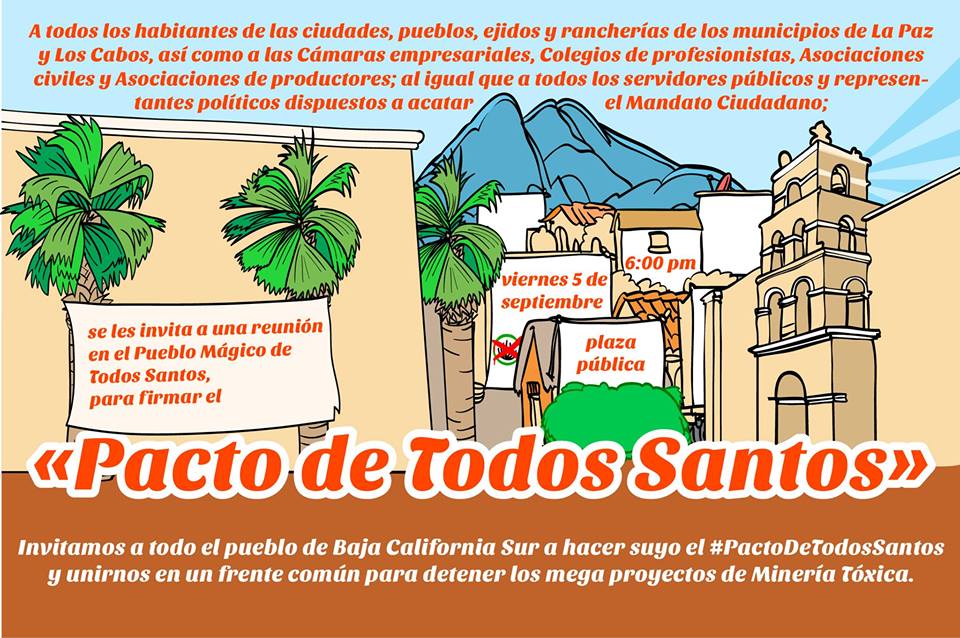 A todos los habitantes de las ciudades, pueblos, ejidos y rancherías de los municipios de La Paz
y Los Cabos, así como a las Cámaras empresariales, Colegios de profesionistas, Asociaciones
civiles y Asociaciones de productores; al igual que a todos los servidores públicos y represen-
tantes políticos dispuestos a acatar el Mandato Ciudadano;
se les invita a una reunión
en el Pueblo Mágico de
Todos Santos,
para firmar el
viernes 5 de
septiembre
6:00 pm
plaza
pública
«Pacto de Todos Santos»
Invitamos a todo el pueblo de Baja California Sur a hacer suyo el #PactoDeTodosSantos
y unirnos en un frente común para detener los mega proyectos de Minería Tóxica.